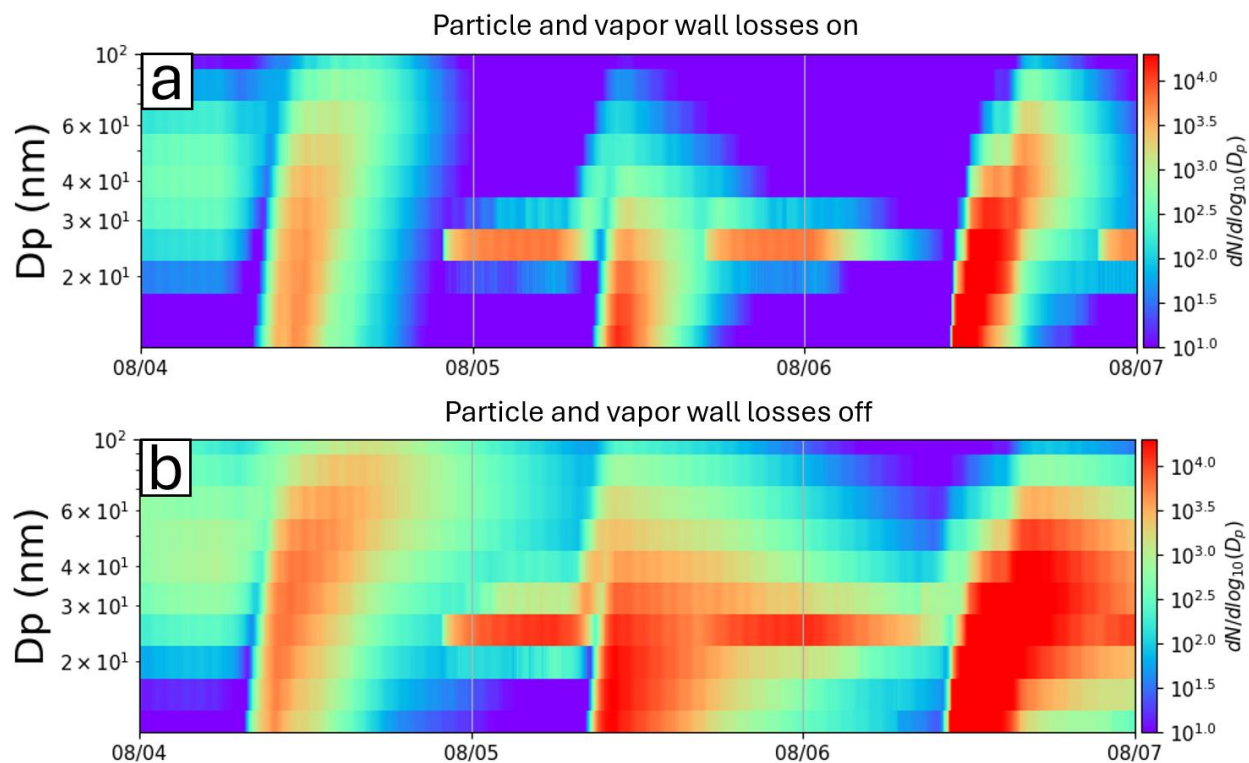 Particle and vapor wall losses on
a
10²
6 × 10¹
4 × 10¹
3 × 10¹
2 × 10¹
Dp (nm)
08/04 08/05 08/06 08/07
10^4.0
10^3.5
10^3.0
10^2.5
10^2.0
10^1.5
10^1.0
dN/dlog₁₀(Dₚ)
Particle and vapor wall losses off
b
10²
6 × 10¹
4 × 10¹
3 × 10¹
2 × 10¹
Dp (nm)
08/04 08/05 08/06 08/07
10^4.0
10^3.5
10^3.0
10^2.5
10^2.0
10^1.5
10^1.0
dN/dlog₁₀(Dₚ)